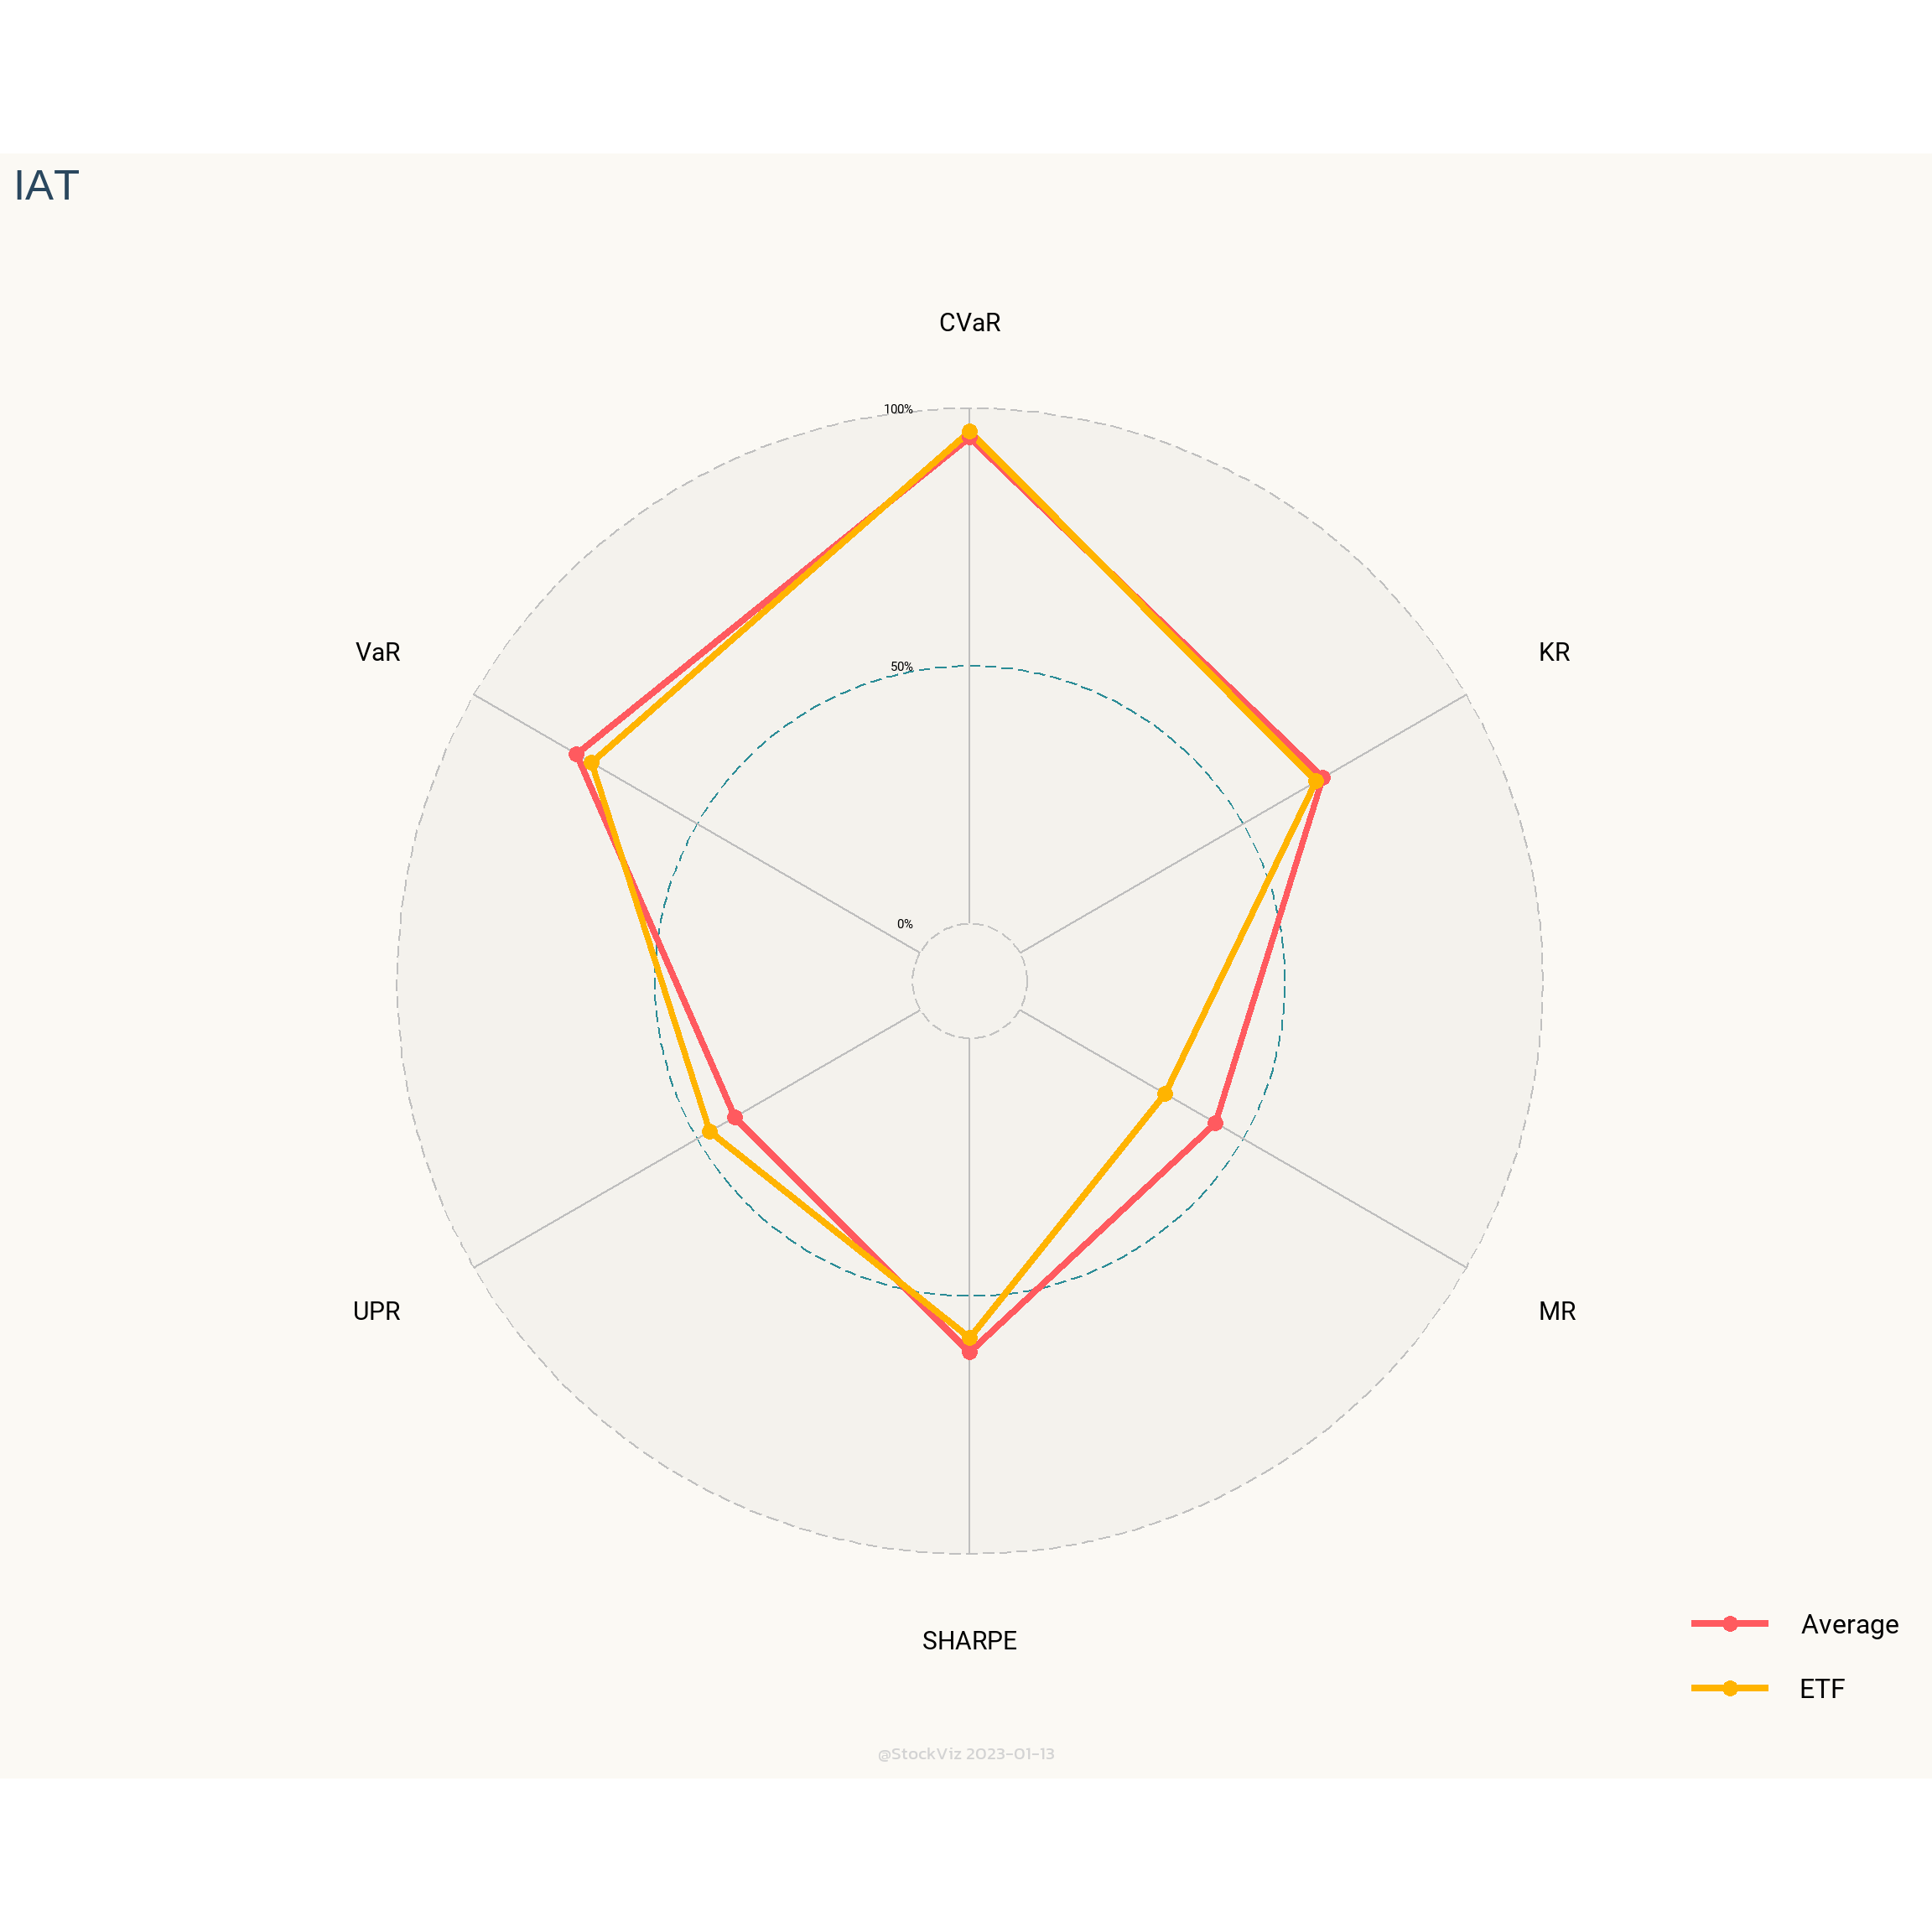 IAT
CVaR
100%
VaR
KR
50%
0%
UPR
MR
SHARPE
Average
ETF
@StockViz 2023-01-13